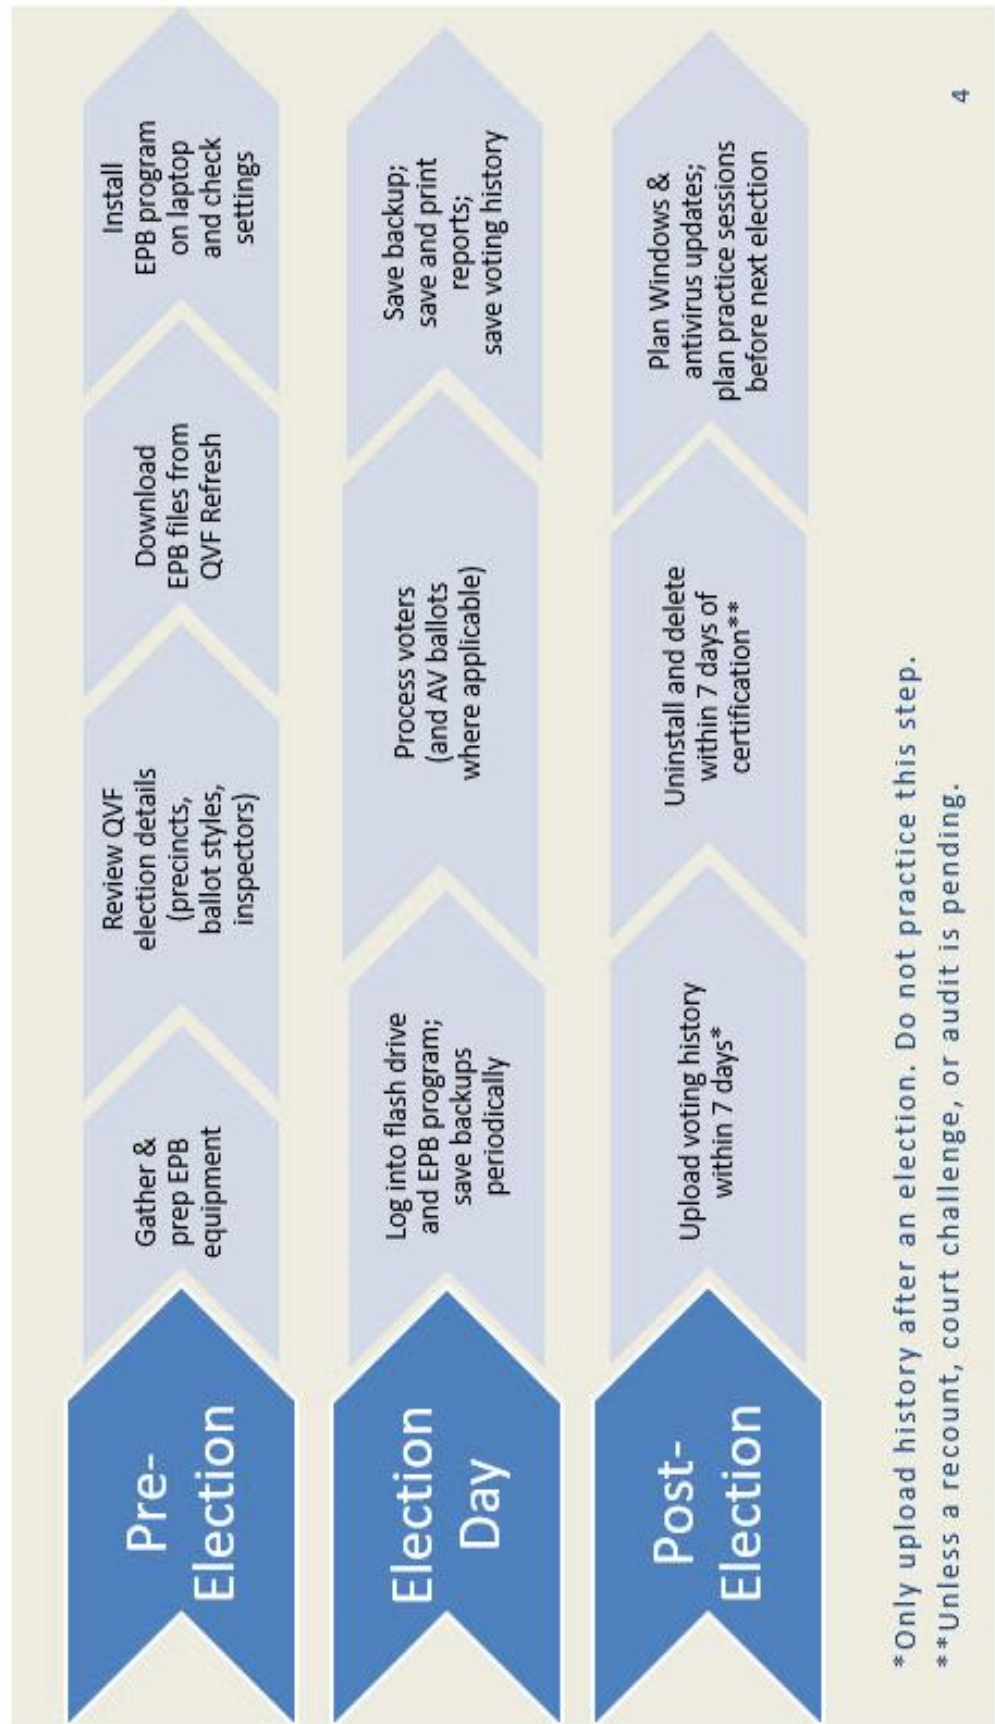 Pre-
Election
Gather &
prep EPB
equipment
Review QVF
election details
(precincts,
ballot styles,
inspectors)
Download
EPB files from
QVF Refresh
Install
EPB program
on laptop
and check
settings
Election
Day
Log into flash drive
and EPB program;
save backups
periodically
Process voters
(and AV ballots
where applicable)
Save backup;
save and print
reports;
save voting history
Post-
Election
Upload voting history
within 7 days*
Uninstall and delete
within 7 days of
certification**
Plan Windows &
antivirus updates;
plan practice sessions
before next election
*Only upload history after an election. Do not practice this step.
**Unless a recount, court challenge, or audit is pending.
4